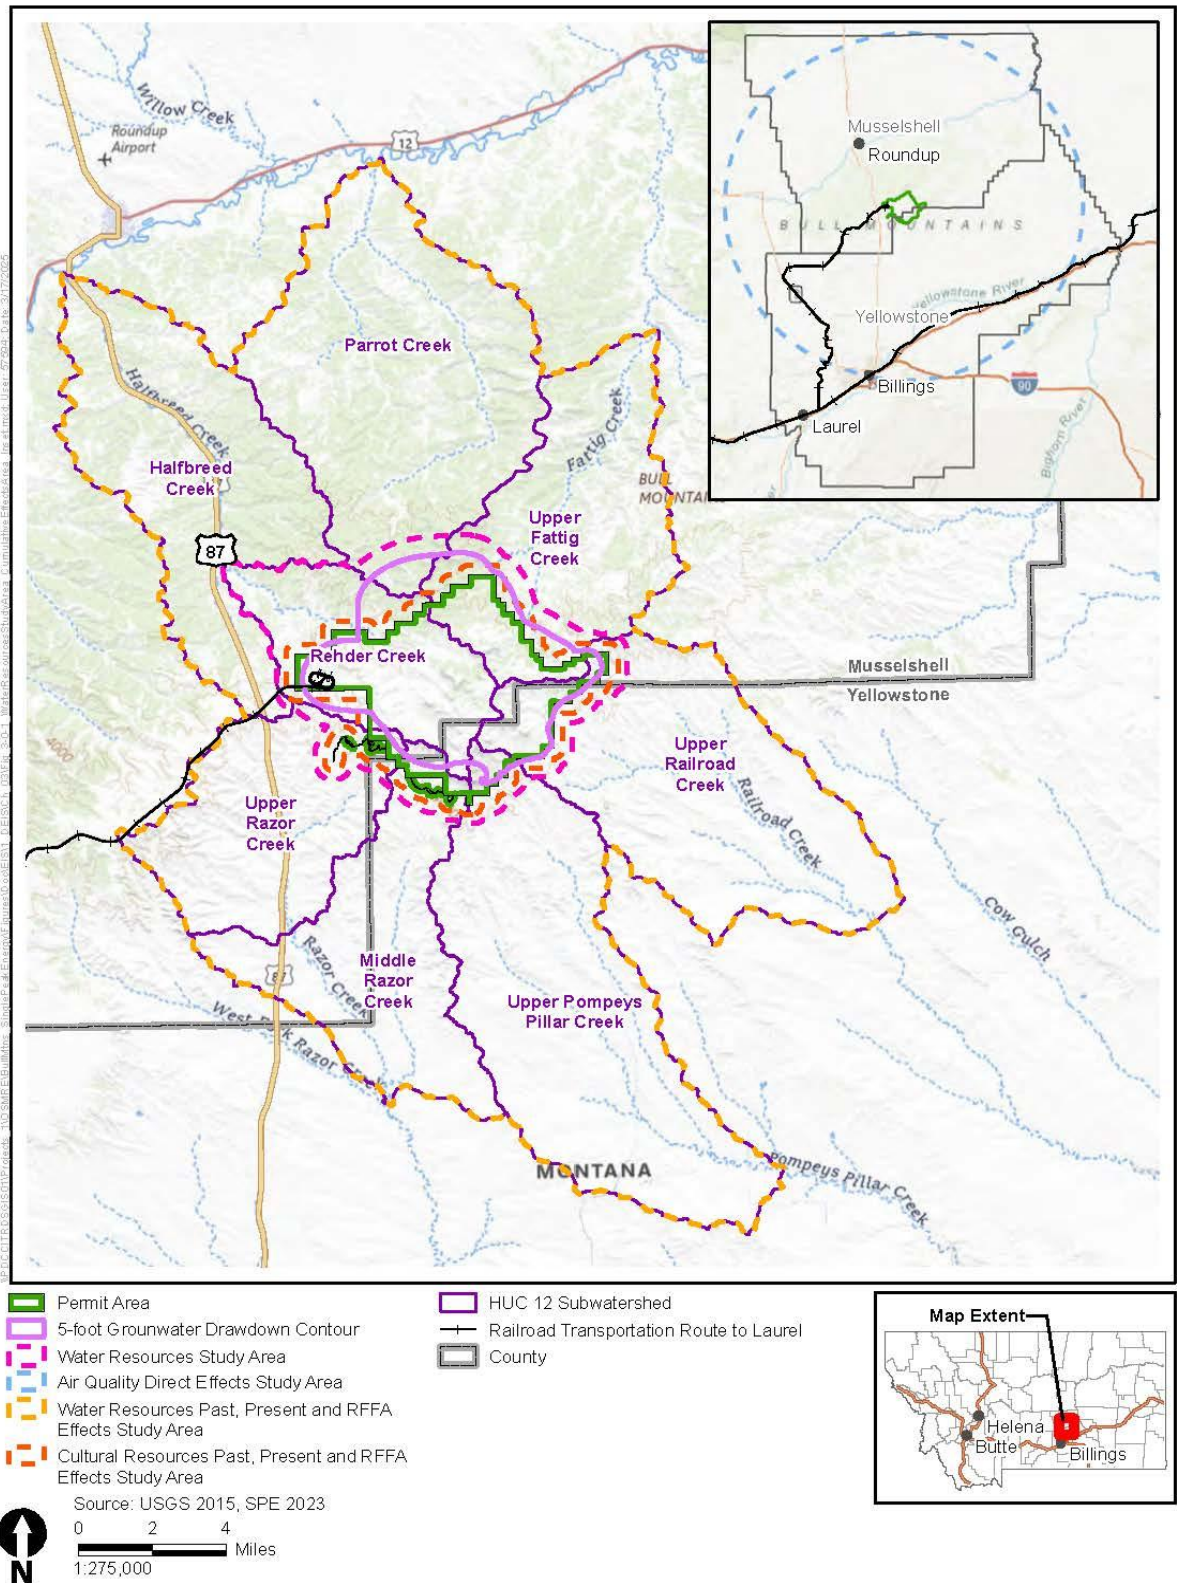 Willow Creek
Roundup
Airport
12
Parrot Creek
Halfbreed Creek
Halfbreed
Creek
Fattig Creek
BULL
MOUNTAI
Upper
Fattig
Creek
87
Rehder Creek
Musselshell
Yellowstone
4000
Upper
Railroad
Creek
Railroad Creek
Upper
Razor
Creek
Cow Gulch
Razor Creek
Middle
Razor
Creek
Upper Pompeys
Pillar Creek
West Fork Razor Creek
MONTANA
Pompeys Pillar Creek
Musselshell
Roundup
BULL MOUNTAINS
Yellowstone River
Yellowstone
Billings
90
Laurel
Bighorn River
Permit Area
5-foot Grounwater Drawdown Contour
Water Resources Study Area
Air Quality Direct Effects Study Area
Water Resources Past, Present and RFFA
Effects Study Area
Cultural Resources Past, Present and RFFA
Effects Study Area
HUC 12 Subwatershed
Railroad Transportation Route to Laurel
County
Map Extent
Helena
Butte
Billings
Source: USGS 2015, SPE 2023
0 2 4
Miles
1:275,000
N